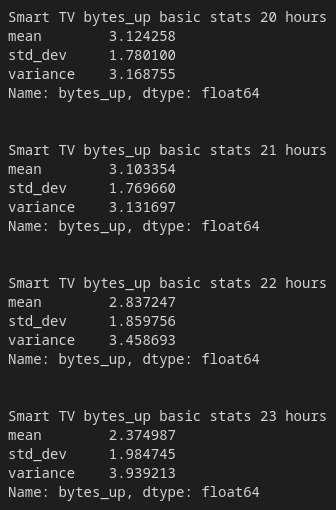 Smart TV bytes_up basic stats 20 hours
mean        3.124258
std_dev     1.780100
variance    3.168755
Name: bytes_up, dtype: float64
Smart TV bytes_up basic stats 21 hours
mean        3.103354
std_dev     1.769660
variance    3.131697
Name: bytes_up, dtype: float64
Smart TV bytes_up basic stats 22 hours
mean        2.837247
std_dev     1.859756
variance    3.458693
Name: bytes_up, dtype: float64
Smart TV bytes_up basic stats 23 hours
mean        2.374987
std_dev     1.984745
variance    3.939213
Name: bytes_up, dtype: float64